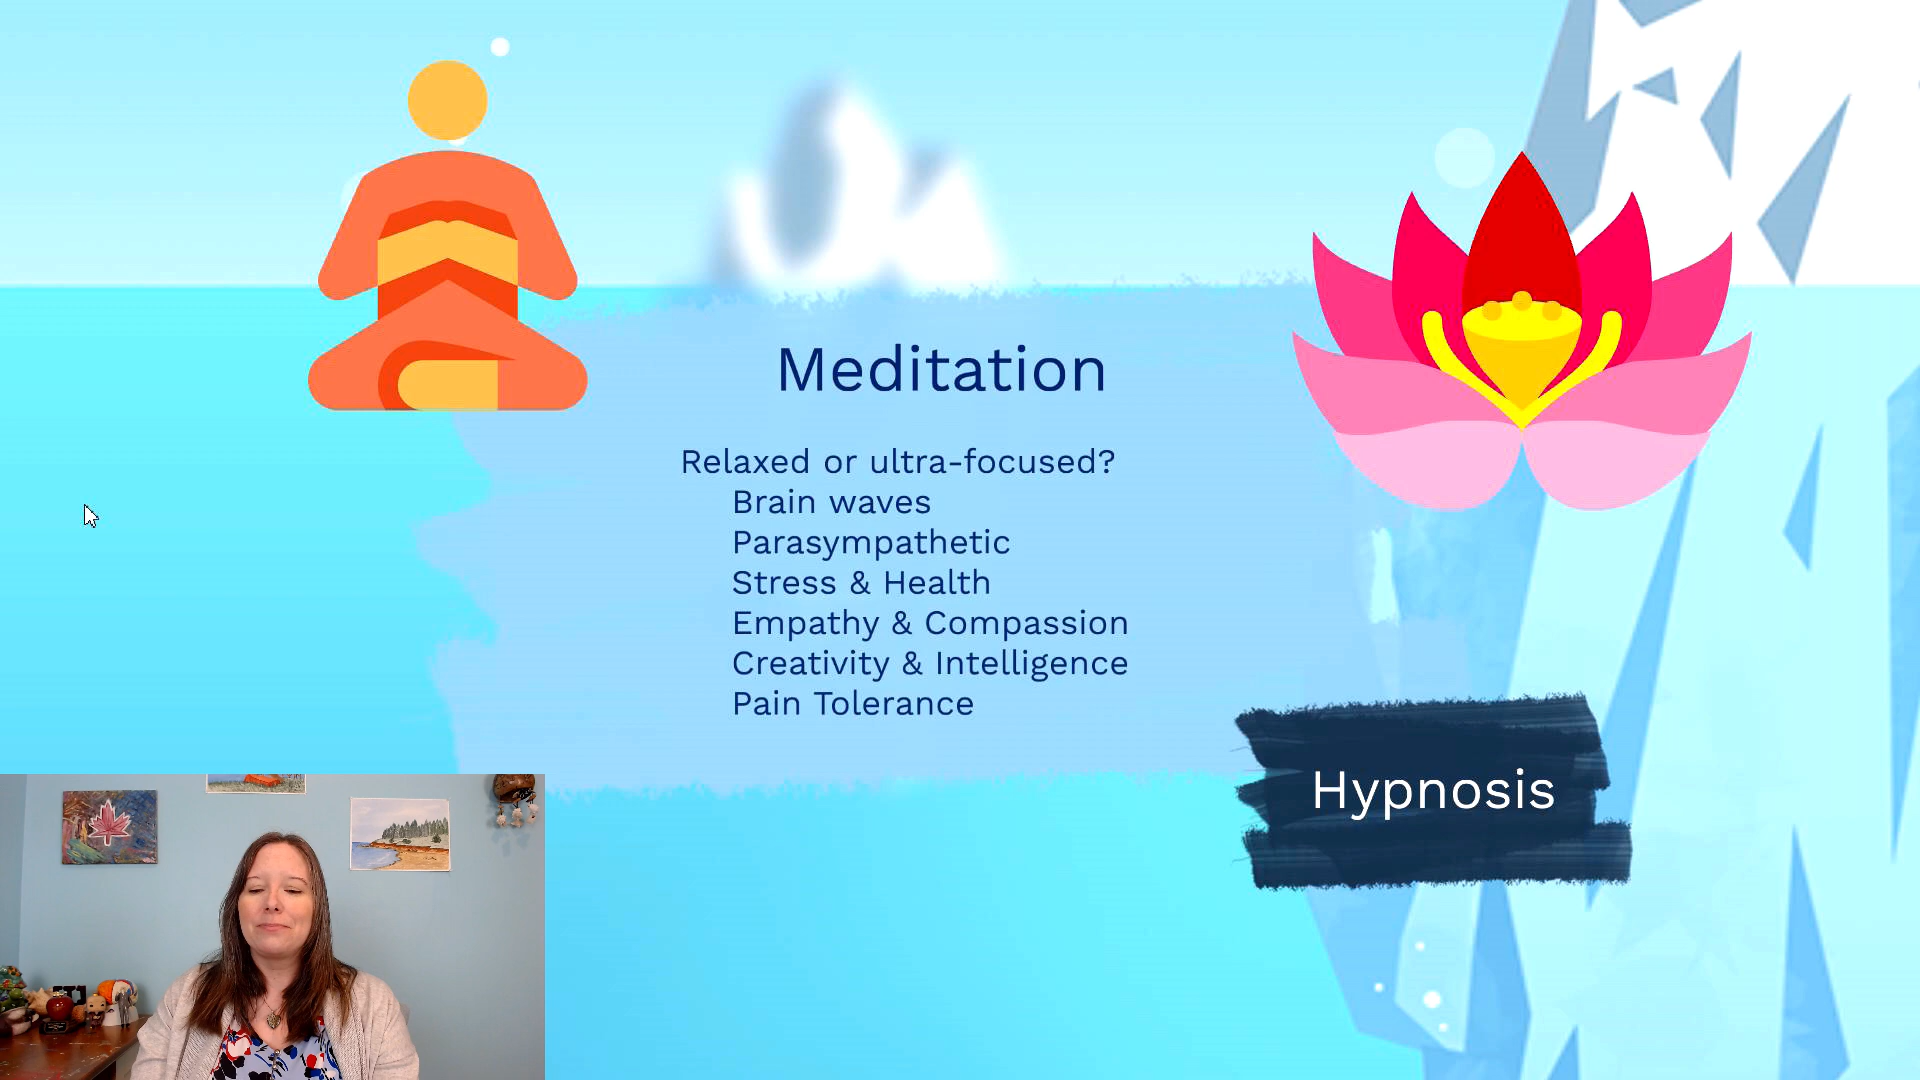 Meditation
Relaxed or ultra-focused?
Brain waves
Parasympathetic
Stress & Health
Empathy & Compassion
Creativity & Intelligence
Pain Tolerance
Hypnosis